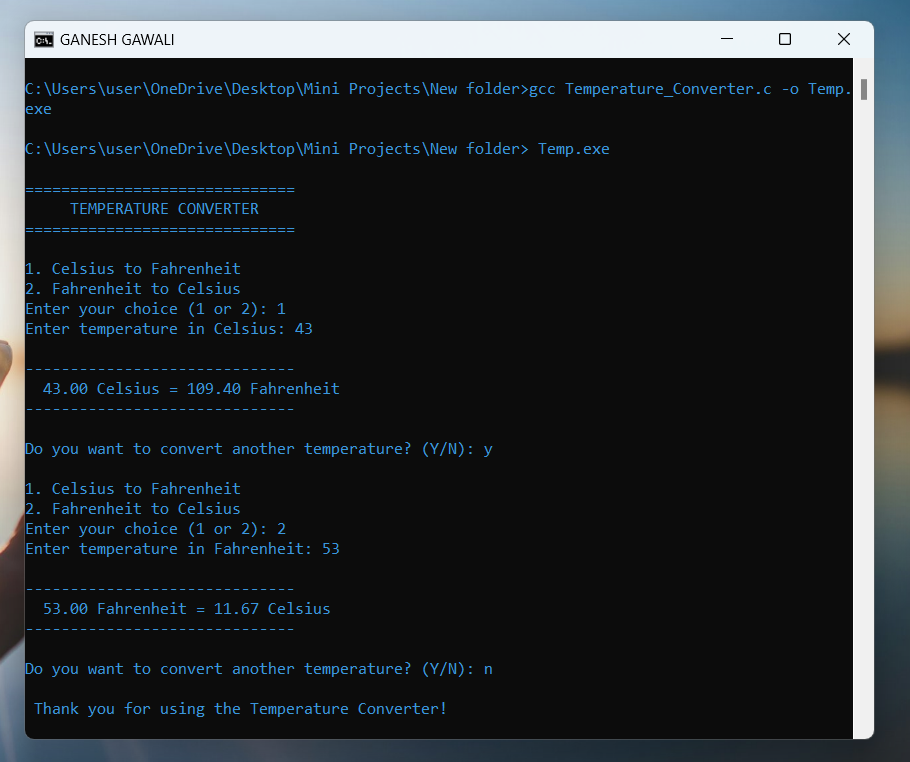 GANESH GAWALI
C:\Users\user\OneDrive\Desktop\Mini Projects\New folder>gcc Temperature_Converter.c -o Temp.
exe
C:\Users\user\OneDrive\Desktop\Mini Projects\New folder> Temp.exe
==============================
     TEMPERATURE CONVERTER
==============================
1. Celsius to Fahrenheit
2. Fahrenheit to Celsius
Enter your choice (1 or 2): 1
Enter temperature in Celsius: 43
------------------------------
  43.00 Celsius = 109.40 Fahrenheit
------------------------------
Do you want to convert another temperature? (Y/N): y
1. Celsius to Fahrenheit
2. Fahrenheit to Celsius
Enter your choice (1 or 2): 2
Enter temperature in Fahrenheit: 53
------------------------------
  53.00 Fahrenheit = 11.67 Celsius
------------------------------
Do you want to convert another temperature? (Y/N): n
 Thank you for using the Temperature Converter!